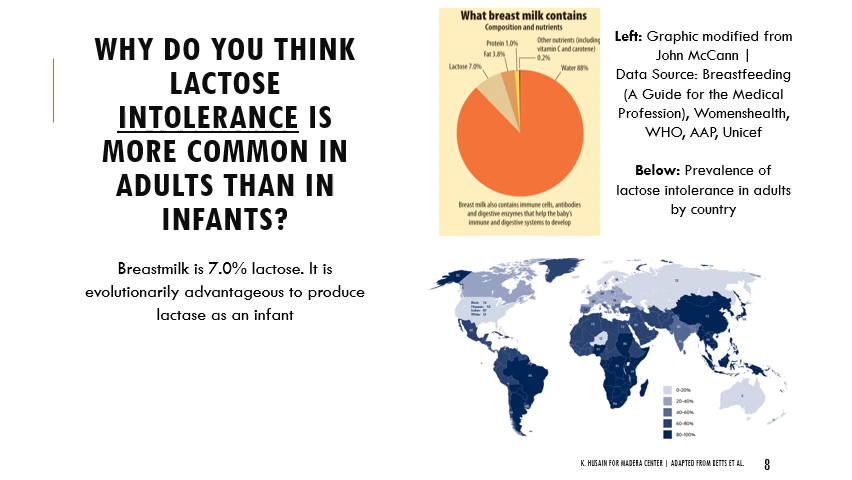 WHY DO YOU THINK
LACTOSE
INTOLERANCE IS
MORE COMMON IN
ADULTS THAN IN
INFANTS?
Breastmilk is 7.0% lactose. It is
evolutionarily advantageous to produce
lactase as an infant
What breast milk contains
Composition and nutrients
Protein 1.0%
Other nutrients (including
vitamin C and carotene)
0.2%
Fat 3.8%
Lactose 7.0%
Water 88%
Breast milk also contains immune cells, antibodies
and digestive enzymes that help the baby's
immune and digestive systems to develop
Left: Graphic modified from
John McCann |
Data Source: Breastfeeding
(A Guide for the Medical
Profession), Womenshealth,
WHO, AAP, Unicef
Below: Prevalence of
lactose intolerance in adults
by country
0-20%
20-40%
40-60%
60-80%
80-100%
K. HUSAIN FOR MADERA CENTER | ADAPTED FROM BETTS ET AL.
8